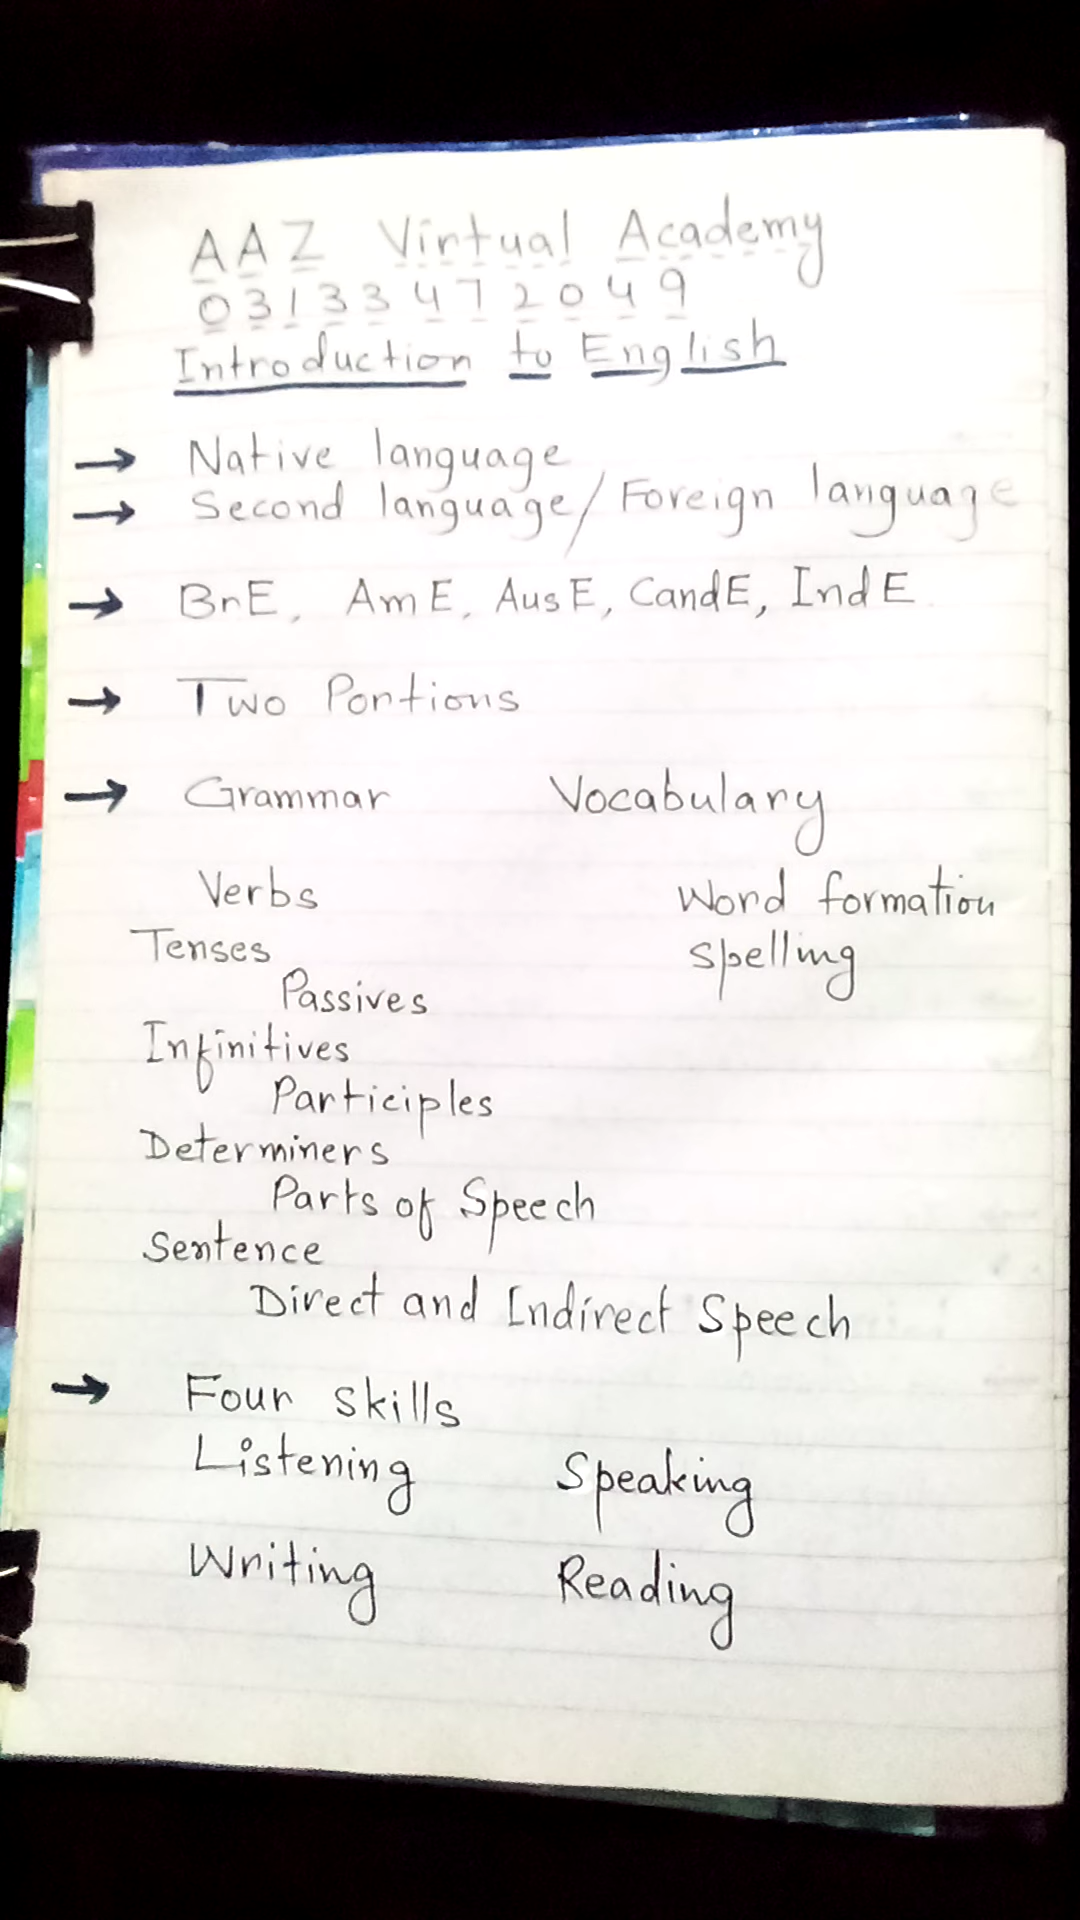 AAZ Virtual Academy
03133472049
Introduction to English
→ Native language
→ Second language/Foreign language
→ BrE, AmE, AusE, CandE, IndE
→ Two Portions
→ Grammar Vocabulary
Verbs Word formation
Tenses Spelling
Passives
Infinitives
Participles
Determiners
Parts of Speech
Sentence
Direct and Indirect Speech
→ Four skills
Listening Speaking
Writing Reading